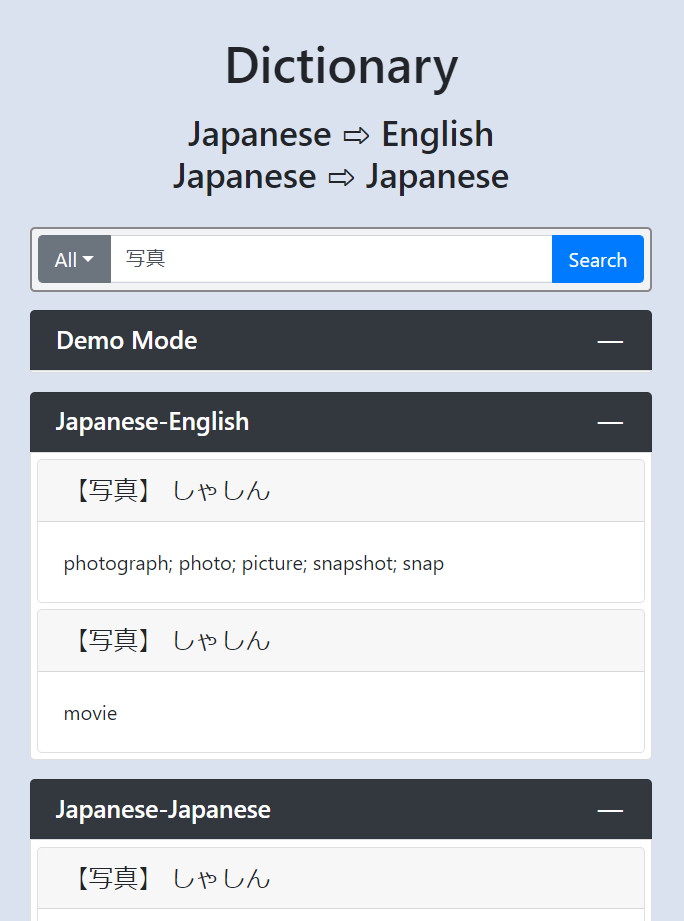 Dictionary
Japanese ⇨ English
Japanese ⇨ Japanese
All 写真 Search
Demo Mode —
Japanese-English —
【写真】 しゃしん
photograph; photo; picture; snapshot; snap
【写真】 しゃしん
movie
Japanese-Japanese —
【写真】 しゃしん